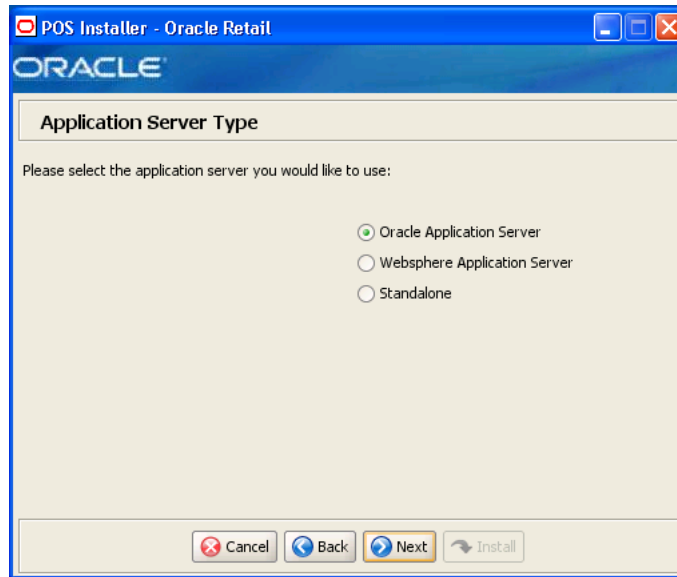 POS Installer - Oracle Retail
ORACLE
Application Server Type
Please select the application server you would like to use:
Oracle Application Server
Websphere Application Server
Standalone
Cancel Back Next Install